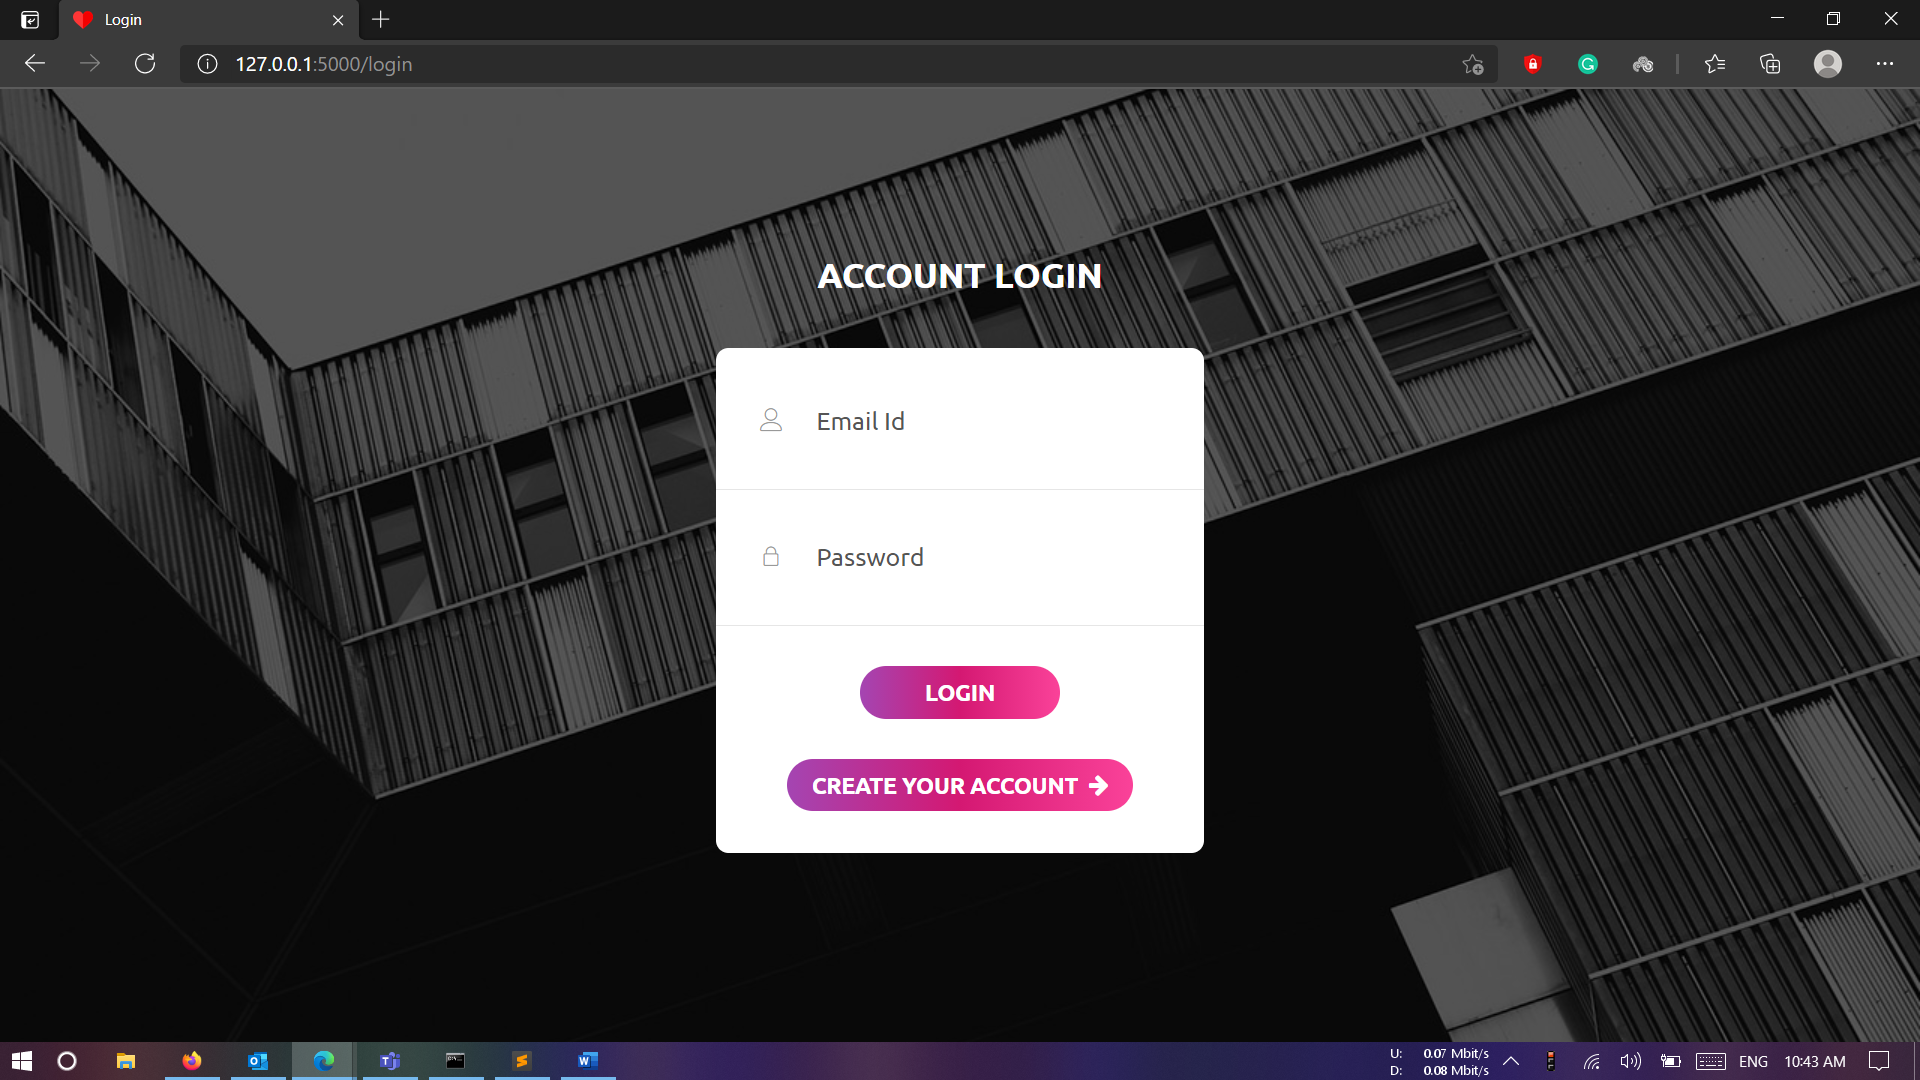 Login
127.0.0.1:5000/login
ACCOUNT LOGIN
Email Id
Password
LOGIN
CREATE YOUR ACCOUNT
U: 0.07 Mbit/s
D: 0.08 Mbit/s
ENG
10:43 AM